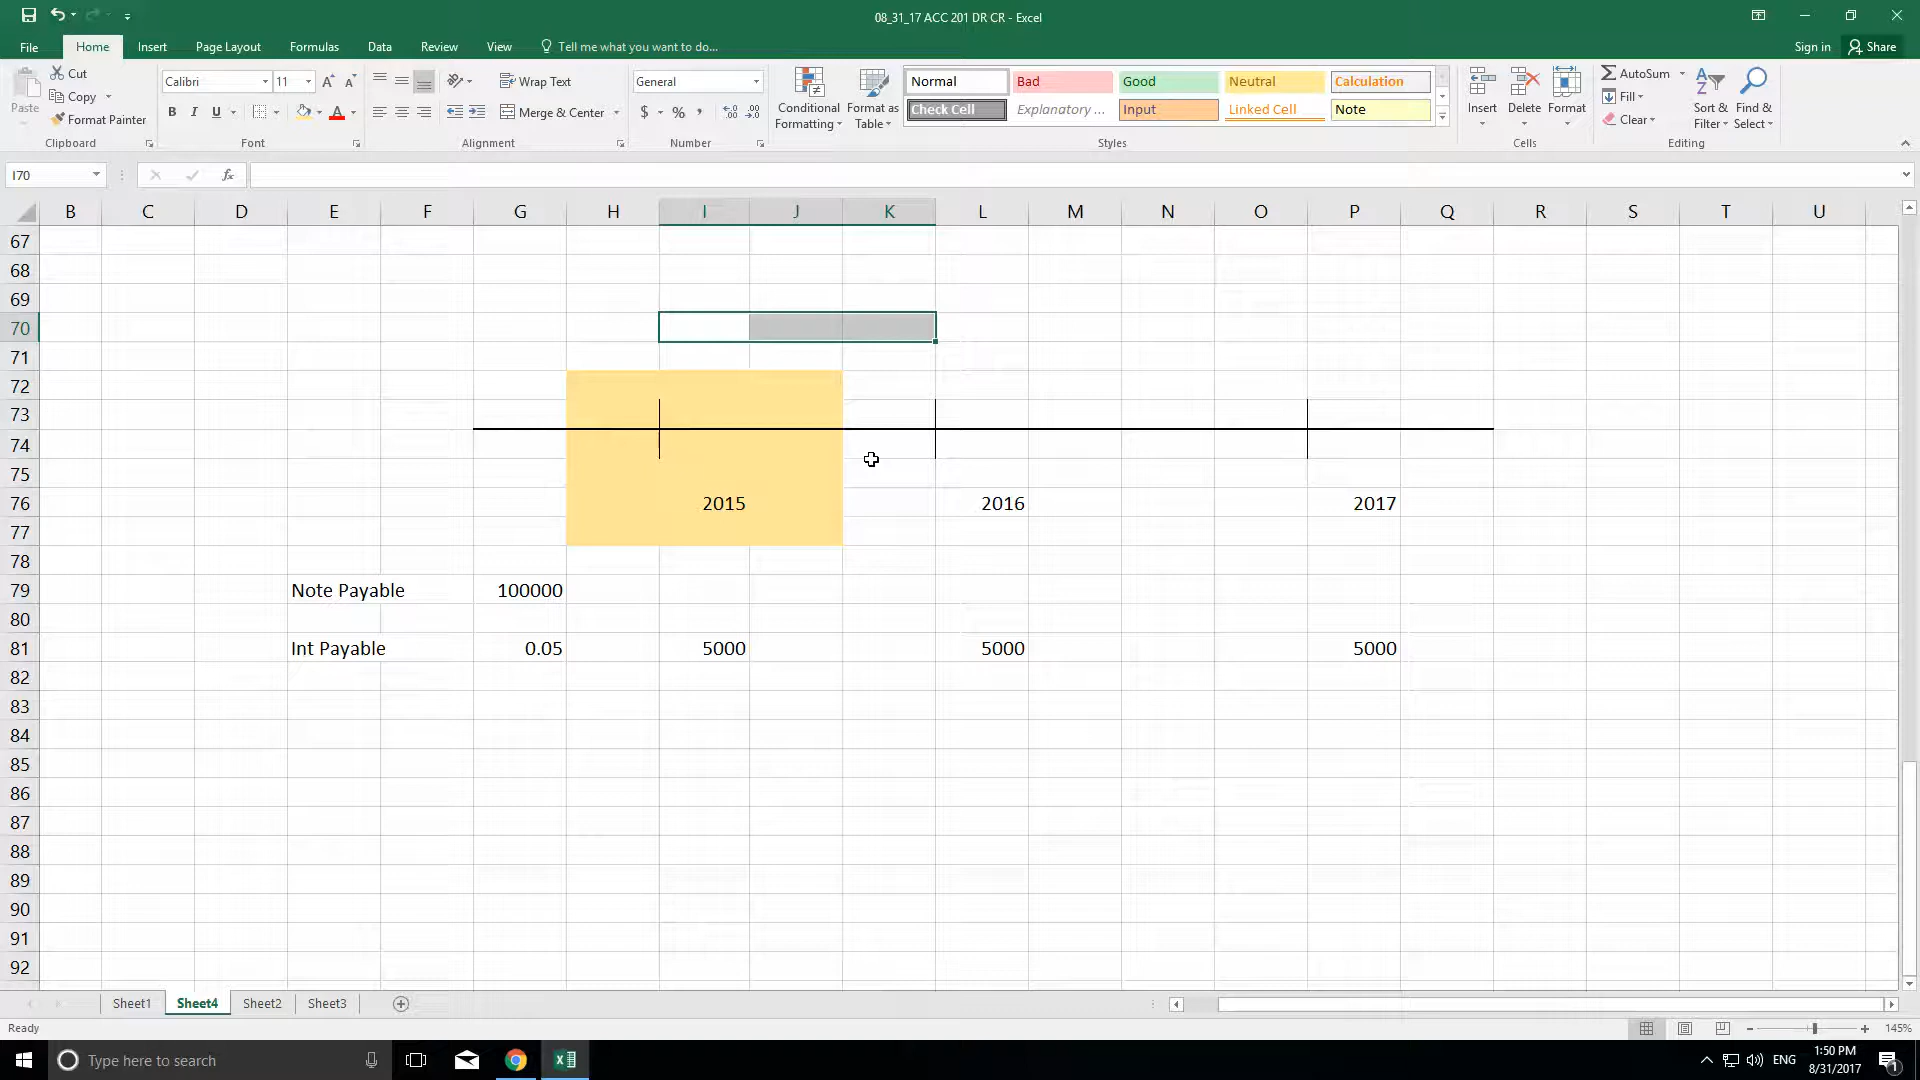 08_31_17 ACC 201 DR CR - Excel
File Home Insert Page Layout Formulas Data Review View Tell me what you want to do... Sign in Share
Paste Cut Copy Format Painter
Calibri 11 Wrap Text General
B I U Merge & Center $ % ,
Conditional Formatting Format as Table
Normal Bad Good Neutral Calculation
Check Cell Explanatory ... Input Linked Cell Note
Insert Delete Format
AutoSum Fill Clear Sort & Filter Find & Select
Clipboard Font Alignment Number Styles Cells Editing
I70 fx
B C D E F G H I J K L M N O P Q R S T U
67
68
69
70
71
72
73
74
75
76 2015 2016 2017
77
78
79 Note Payable 100000
80
81 Int Payable 0.05 5000 5000 5000
82
83
84
85
86
87
88
89
90
91
92
Sheet1 Sheet4 Sheet2 Sheet3
Ready 145%
Type here to search ENG 1:50 PM
8/31/2017 1